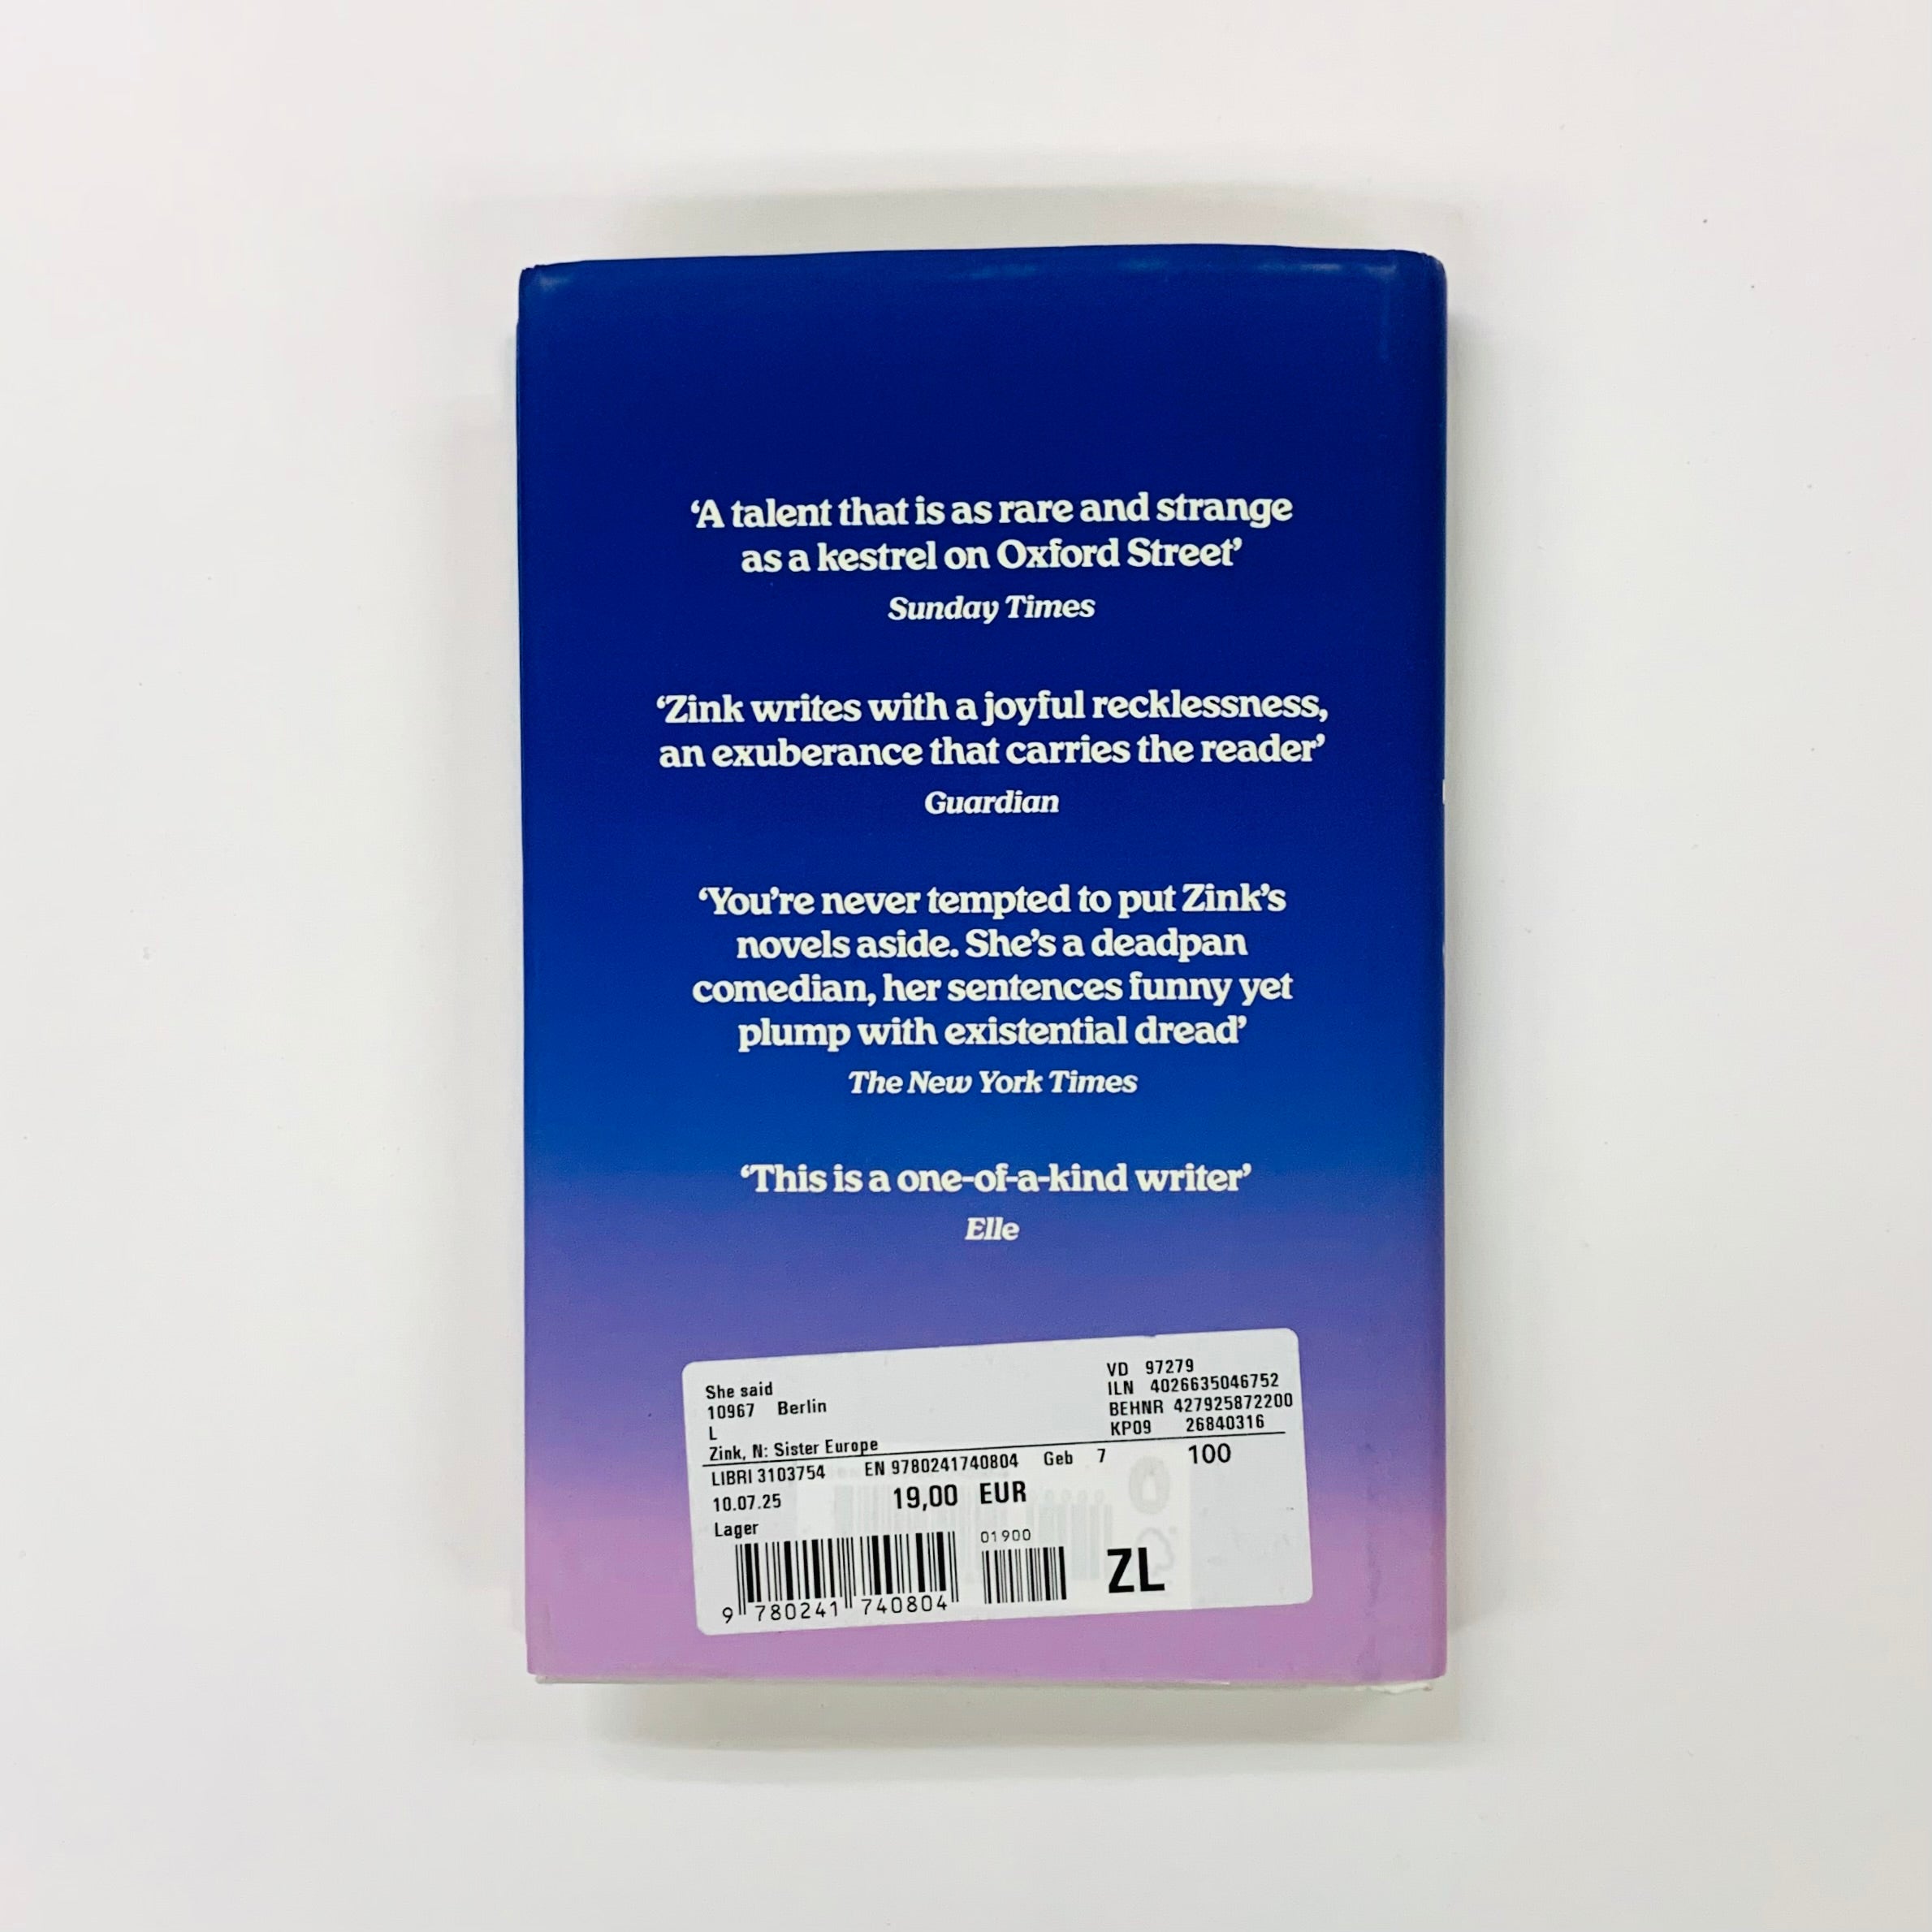 ‘A talent that is as rare and strange
as a kestrel on Oxford Street’
Sunday Times
‘Zink writes with a joyful recklessness,
an exuberance that carries the reader’
Guardian
‘You’re never tempted to put Zink’s
novels aside. She’s a deadpan
comedian, her sentences funny yet
plump with existential dread’
The New York Times
‘This is a one-of-a-kind writer’
Elle
She said
10967 Berlin
L
Zink, N: Sister Europe
VD 97279
ILN 4026635046752
BEHNR 427925872200
KP09 26840316
LIBRI 3103754 EN 9780241740804 Geb 7 100
10.07.25 19,00 EUR
Lager
01900
ZL
9 780241 740804